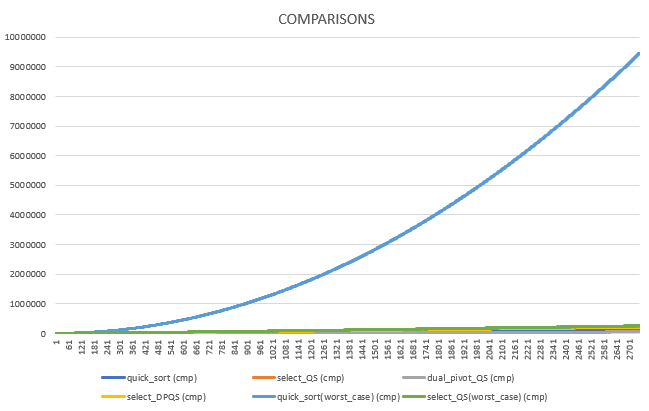 COMPARISONS
10000000
9000000
8000000
7000000
6000000
5000000
4000000
3000000
2000000
1000000
0
1 61 121 181 241 301 361 421 481 541 601 661 721 781 841 901 961 1021 1081 1141 1201 1261 1321 1381 1441 1501 1561 1621 1681 1741 1801 1861 1921 1981 2041 2101 2161 2221 2281 2341 2401 2461 2521 2581 2641 2701
quick_sort (cmp) select_QS (cmp) dual_pivot_QS (cmp)
select_DPQS (cmp) quick_sort(worst_case) (cmp) select_QS(worst_case) (cmp)